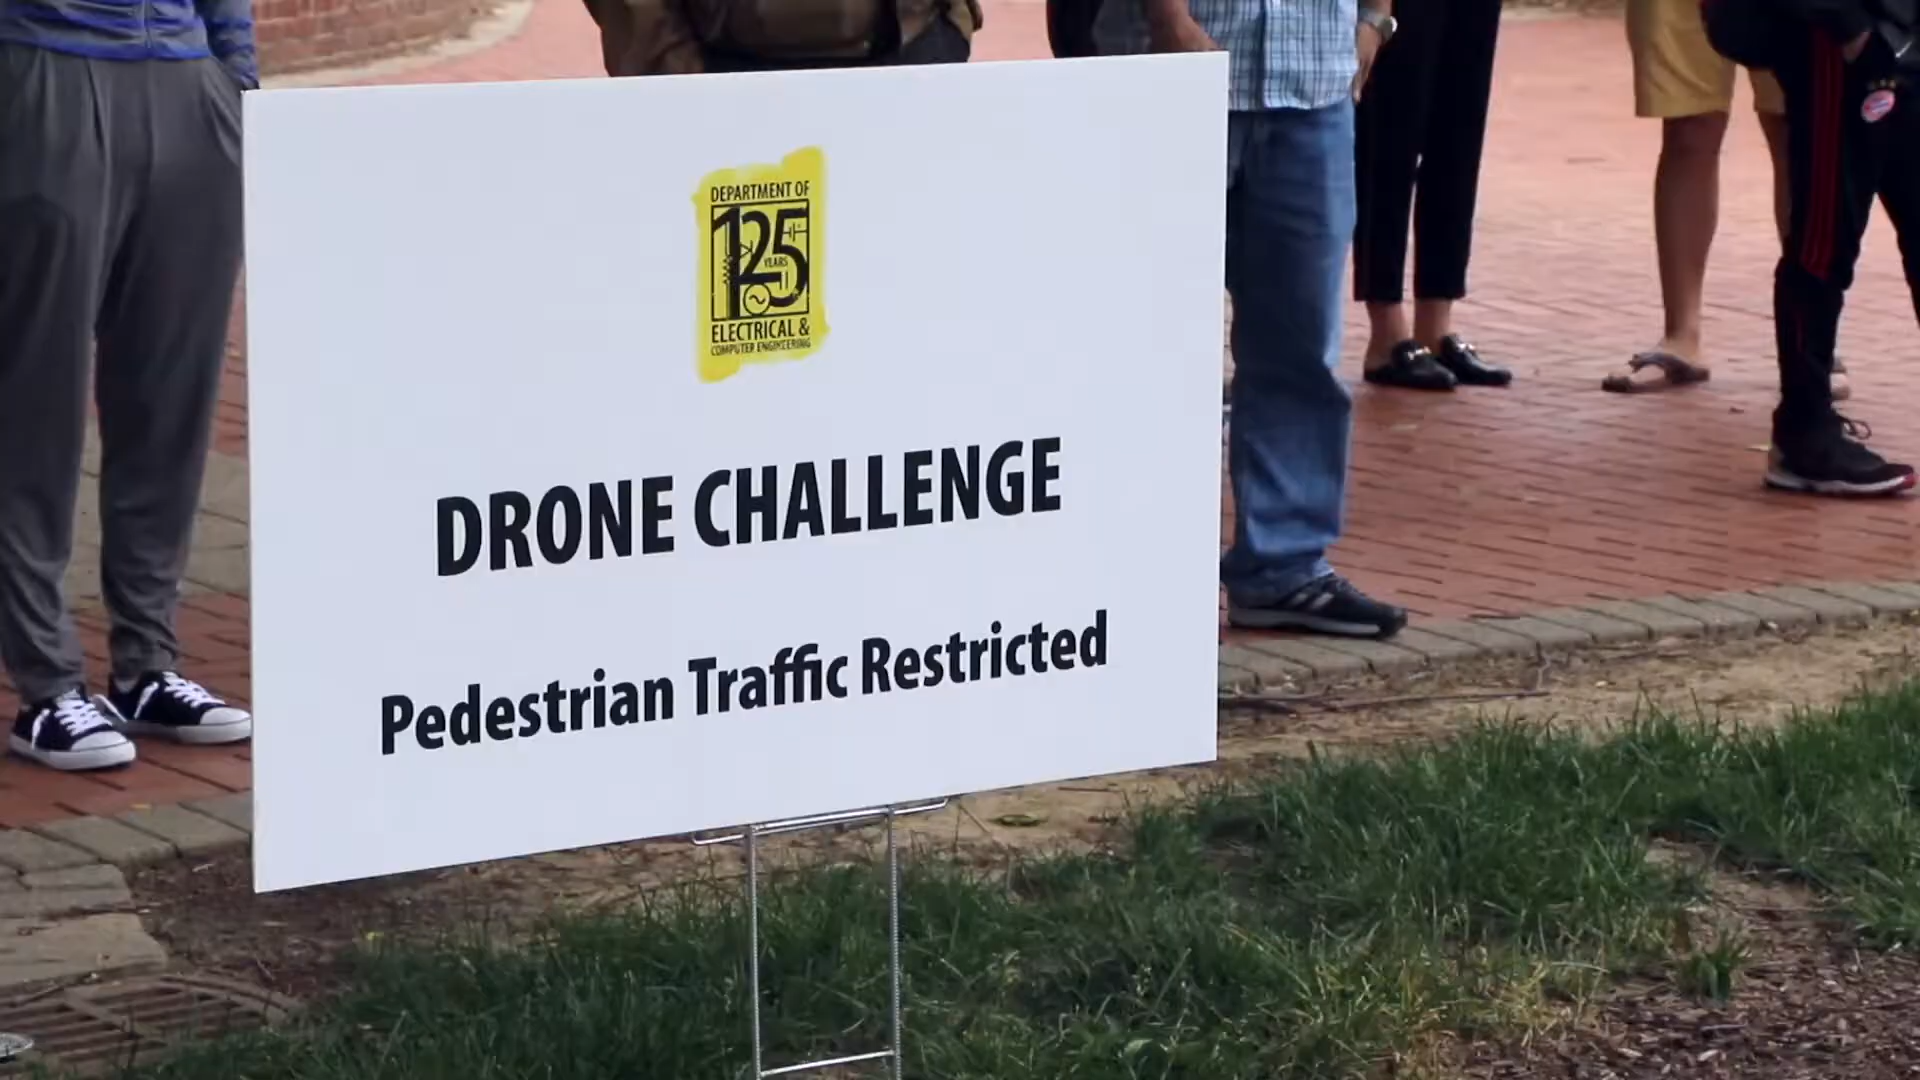 DEPARTMENT OF
125
YEARS
ELECTRICAL &
COMPUTER ENGINEERING
DRONE CHALLENGE
Pedestrian Traffic Restricted